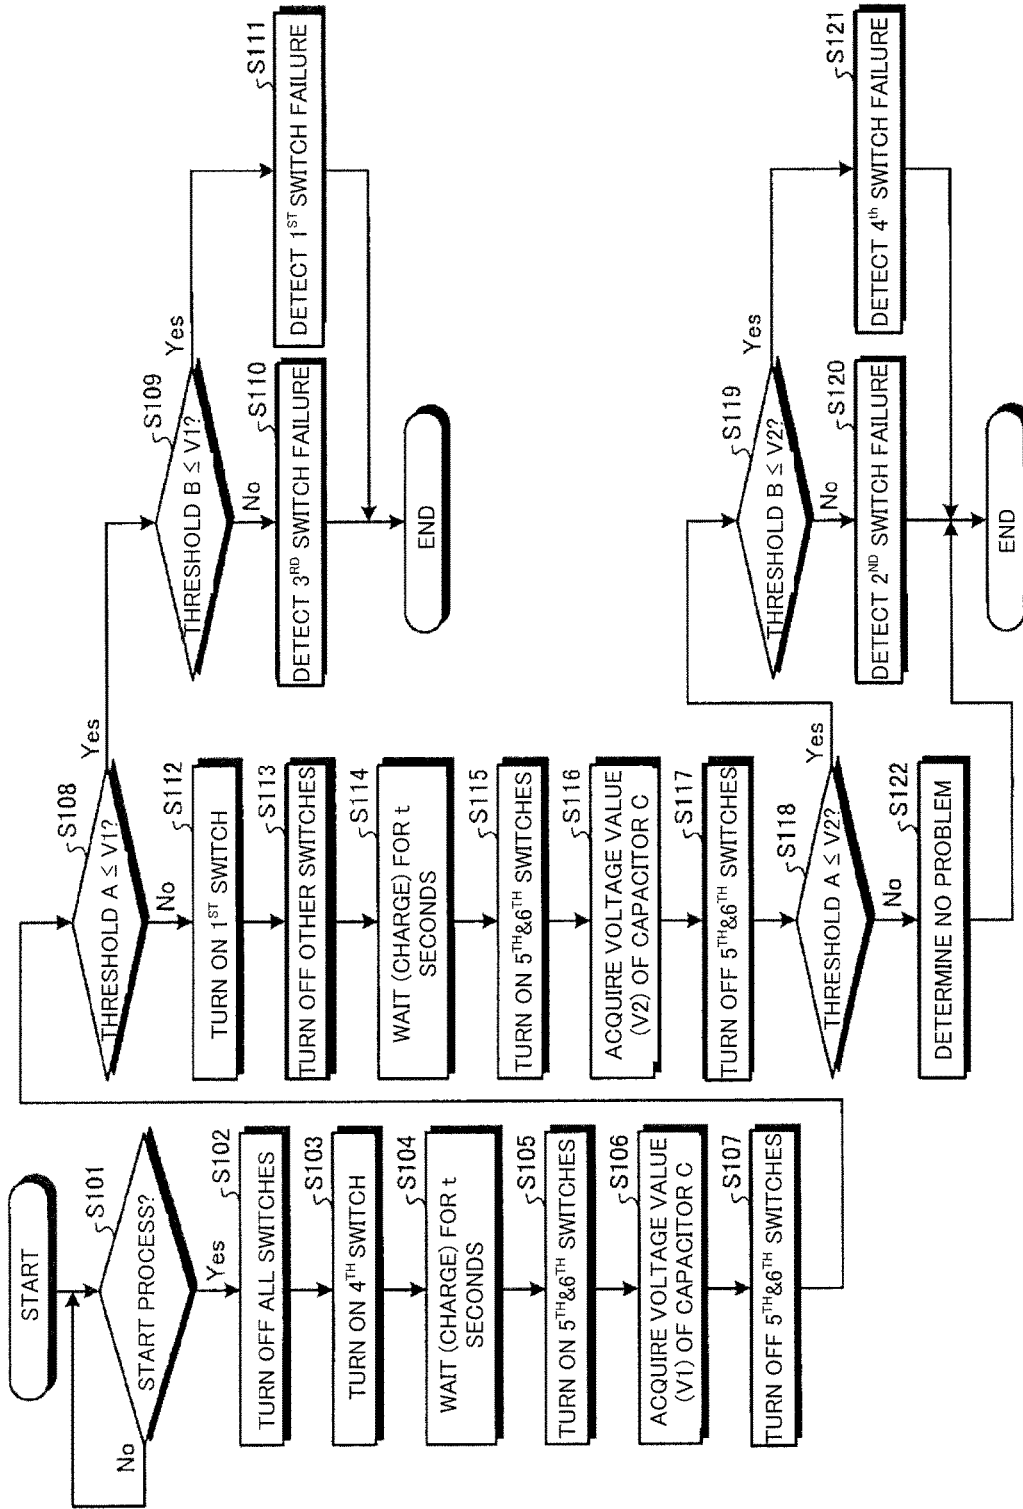 START
S101
START PROCESS?
No
Yes
S102
TURN OFF ALL SWITCHES
S103
TURN ON 4TH SWITCH
S104
WAIT (CHARGE) FOR t
SECONDS
S105
TURN ON 5TH&6TH SWITCHES
S106
ACQUIRE VOLTAGE VALUE
(V1) OF CAPACITOR C
S107
TURN OFF 5TH&6TH SWITCHES
S108
THRESHOLD A ≤ V1?
Yes
No
S109
THRESHOLD B ≤ V1?
Yes
No
S110
DETECT 3RD SWITCH FAILURE
S111
DETECT 1ST SWITCH FAILURE
END
S112
TURN ON 1ST SWITCH
S113
TURN OFF OTHER SWITCHES
S114
WAIT (CHARGE) FOR t
SECONDS
S115
TURN ON 5TH&6TH SWITCHES
S116
ACQUIRE VOLTAGE VALUE
(V2) OF CAPACITOR C
S117
TURN OFF 5TH&6TH SWITCHES
S118
THRESHOLD A ≤ V2?
Yes
No
S119
THRESHOLD B ≤ V2?
Yes
No
S120
DETECT 2ND SWITCH FAILURE
S121
DETECT 4th SWITCH FAILURE
S122
DETERMINE NO PROBLEM
END